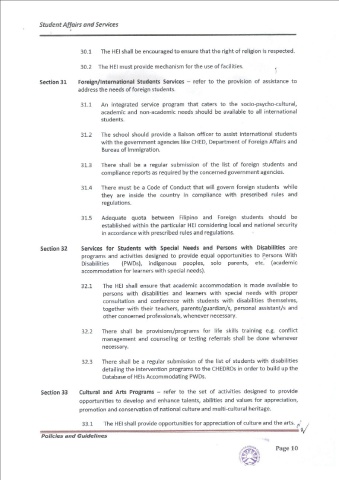 Student Affairs and Services
30.1 The HEI shall be encouraged to ensure that the right of religion is respected.
30.2 The HEI must provide mechanism for the use of facilities.
Section 31 Foreign/International Students Services – refer to the provision of assistance to
address the needs of foreign students.
31.1 An integrated service program that caters to the socio-psycho-cultural,
academic and non-academic needs should be available to all international
students.
31.2 The school should provide a liaison officer to assist international students
with the government agencies like CHED, Department of Foreign Affairs and
Bureau of Immigration.
31.3 There shall be a regular submission of the list of foreign students and
compliance reports as required by the concerned government agencies.
31.4 There must be a Code of Conduct that will govern foreign students while
they are inside the country in compliance with prescribed rules and
regulations.
31.5 Adequate quota between Filipino and Foreign students should be
established within the particular HEI considering local and national security
in accordance with prescribed rules and regulations.
Section 32 Services for Students with Special Needs and Persons with Disabilities are
programs and activities designed to provide equal opportunities to Persons With
Disabilities (PWDs), indigenous peoples, solo parents, etc. (academic
accommodation for learners with special needs).
32.1 The HEI shall ensure that academic accommodation is made available to
persons with disabilities and learners with special needs with proper
consultation and conference with students with disabilities themselves,
together with their teachers, parents/guardian/s, personal assistant/s and
other concerned professionals, whenever necessary.
32.2 There shall be provisions/programs for life skills training e.g. conflict
management and counseling or testing referrals shall be done whenever
necessary.
32.3 There shall be a regular submission of the list of students with disabilities
detailing the intervention programs to the CHEDROs in order to build up the
Database of HEIs Accommodating PWDs.
Section 33 Cultural and Arts Programs – refer to the set of activities designed to provide
opportunities to develop and enhance talents, abilities and values for appreciation,
promotion and conservation of national culture and multi-cultural heritage.
33.1 The HEI shall provide opportunities for appreciation of culture and the arts.
Policies and Guidelines
Page 10